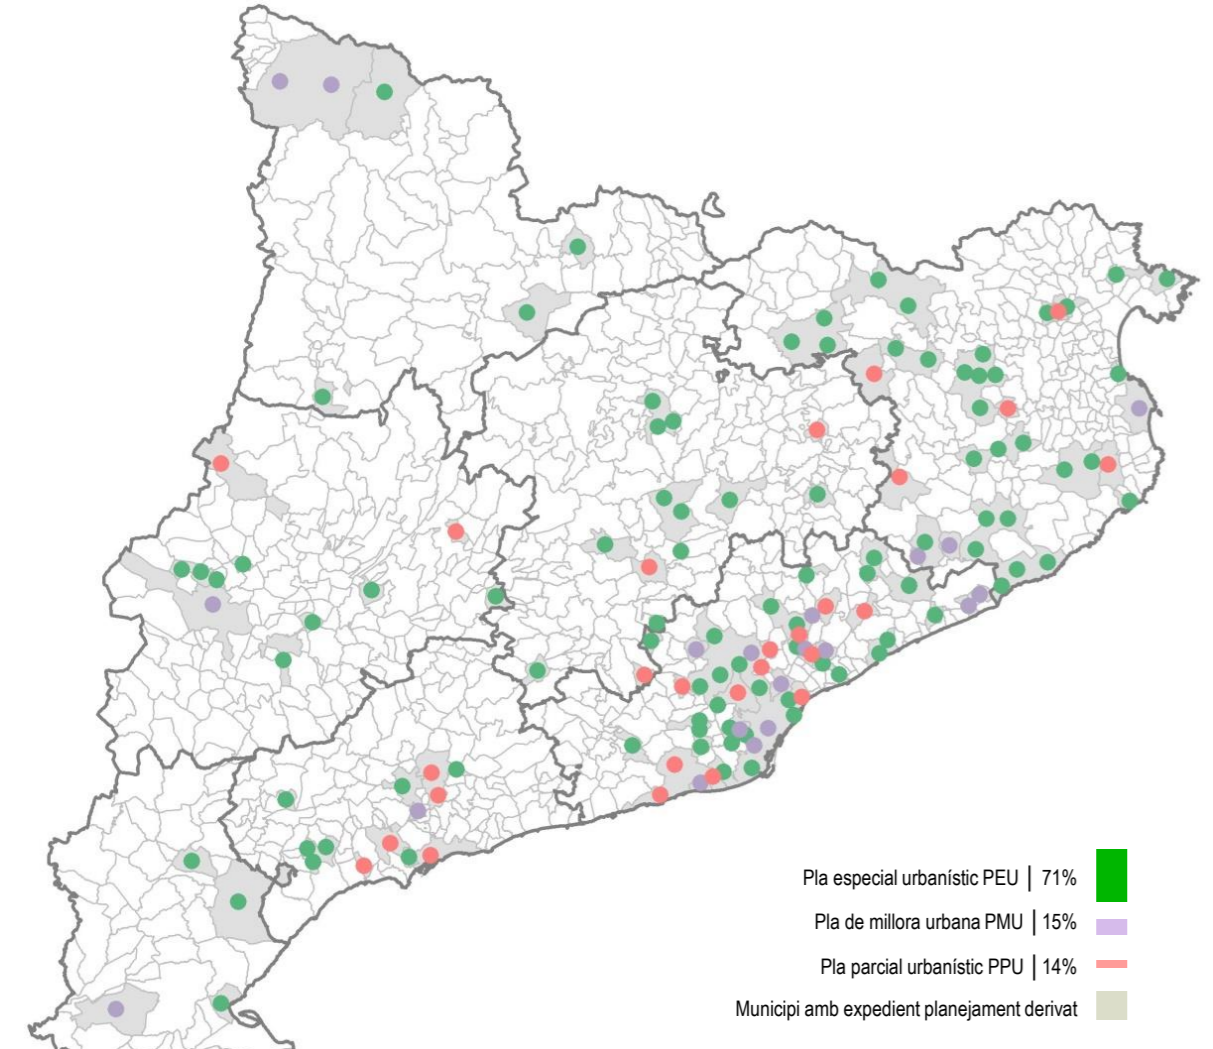 Pla especial urbanístic PEU | 71%
Pla de millora urbana PMU | 15%
Pla parcial urbanístic PPU | 14%
Municipi amb expedient planejament derivat